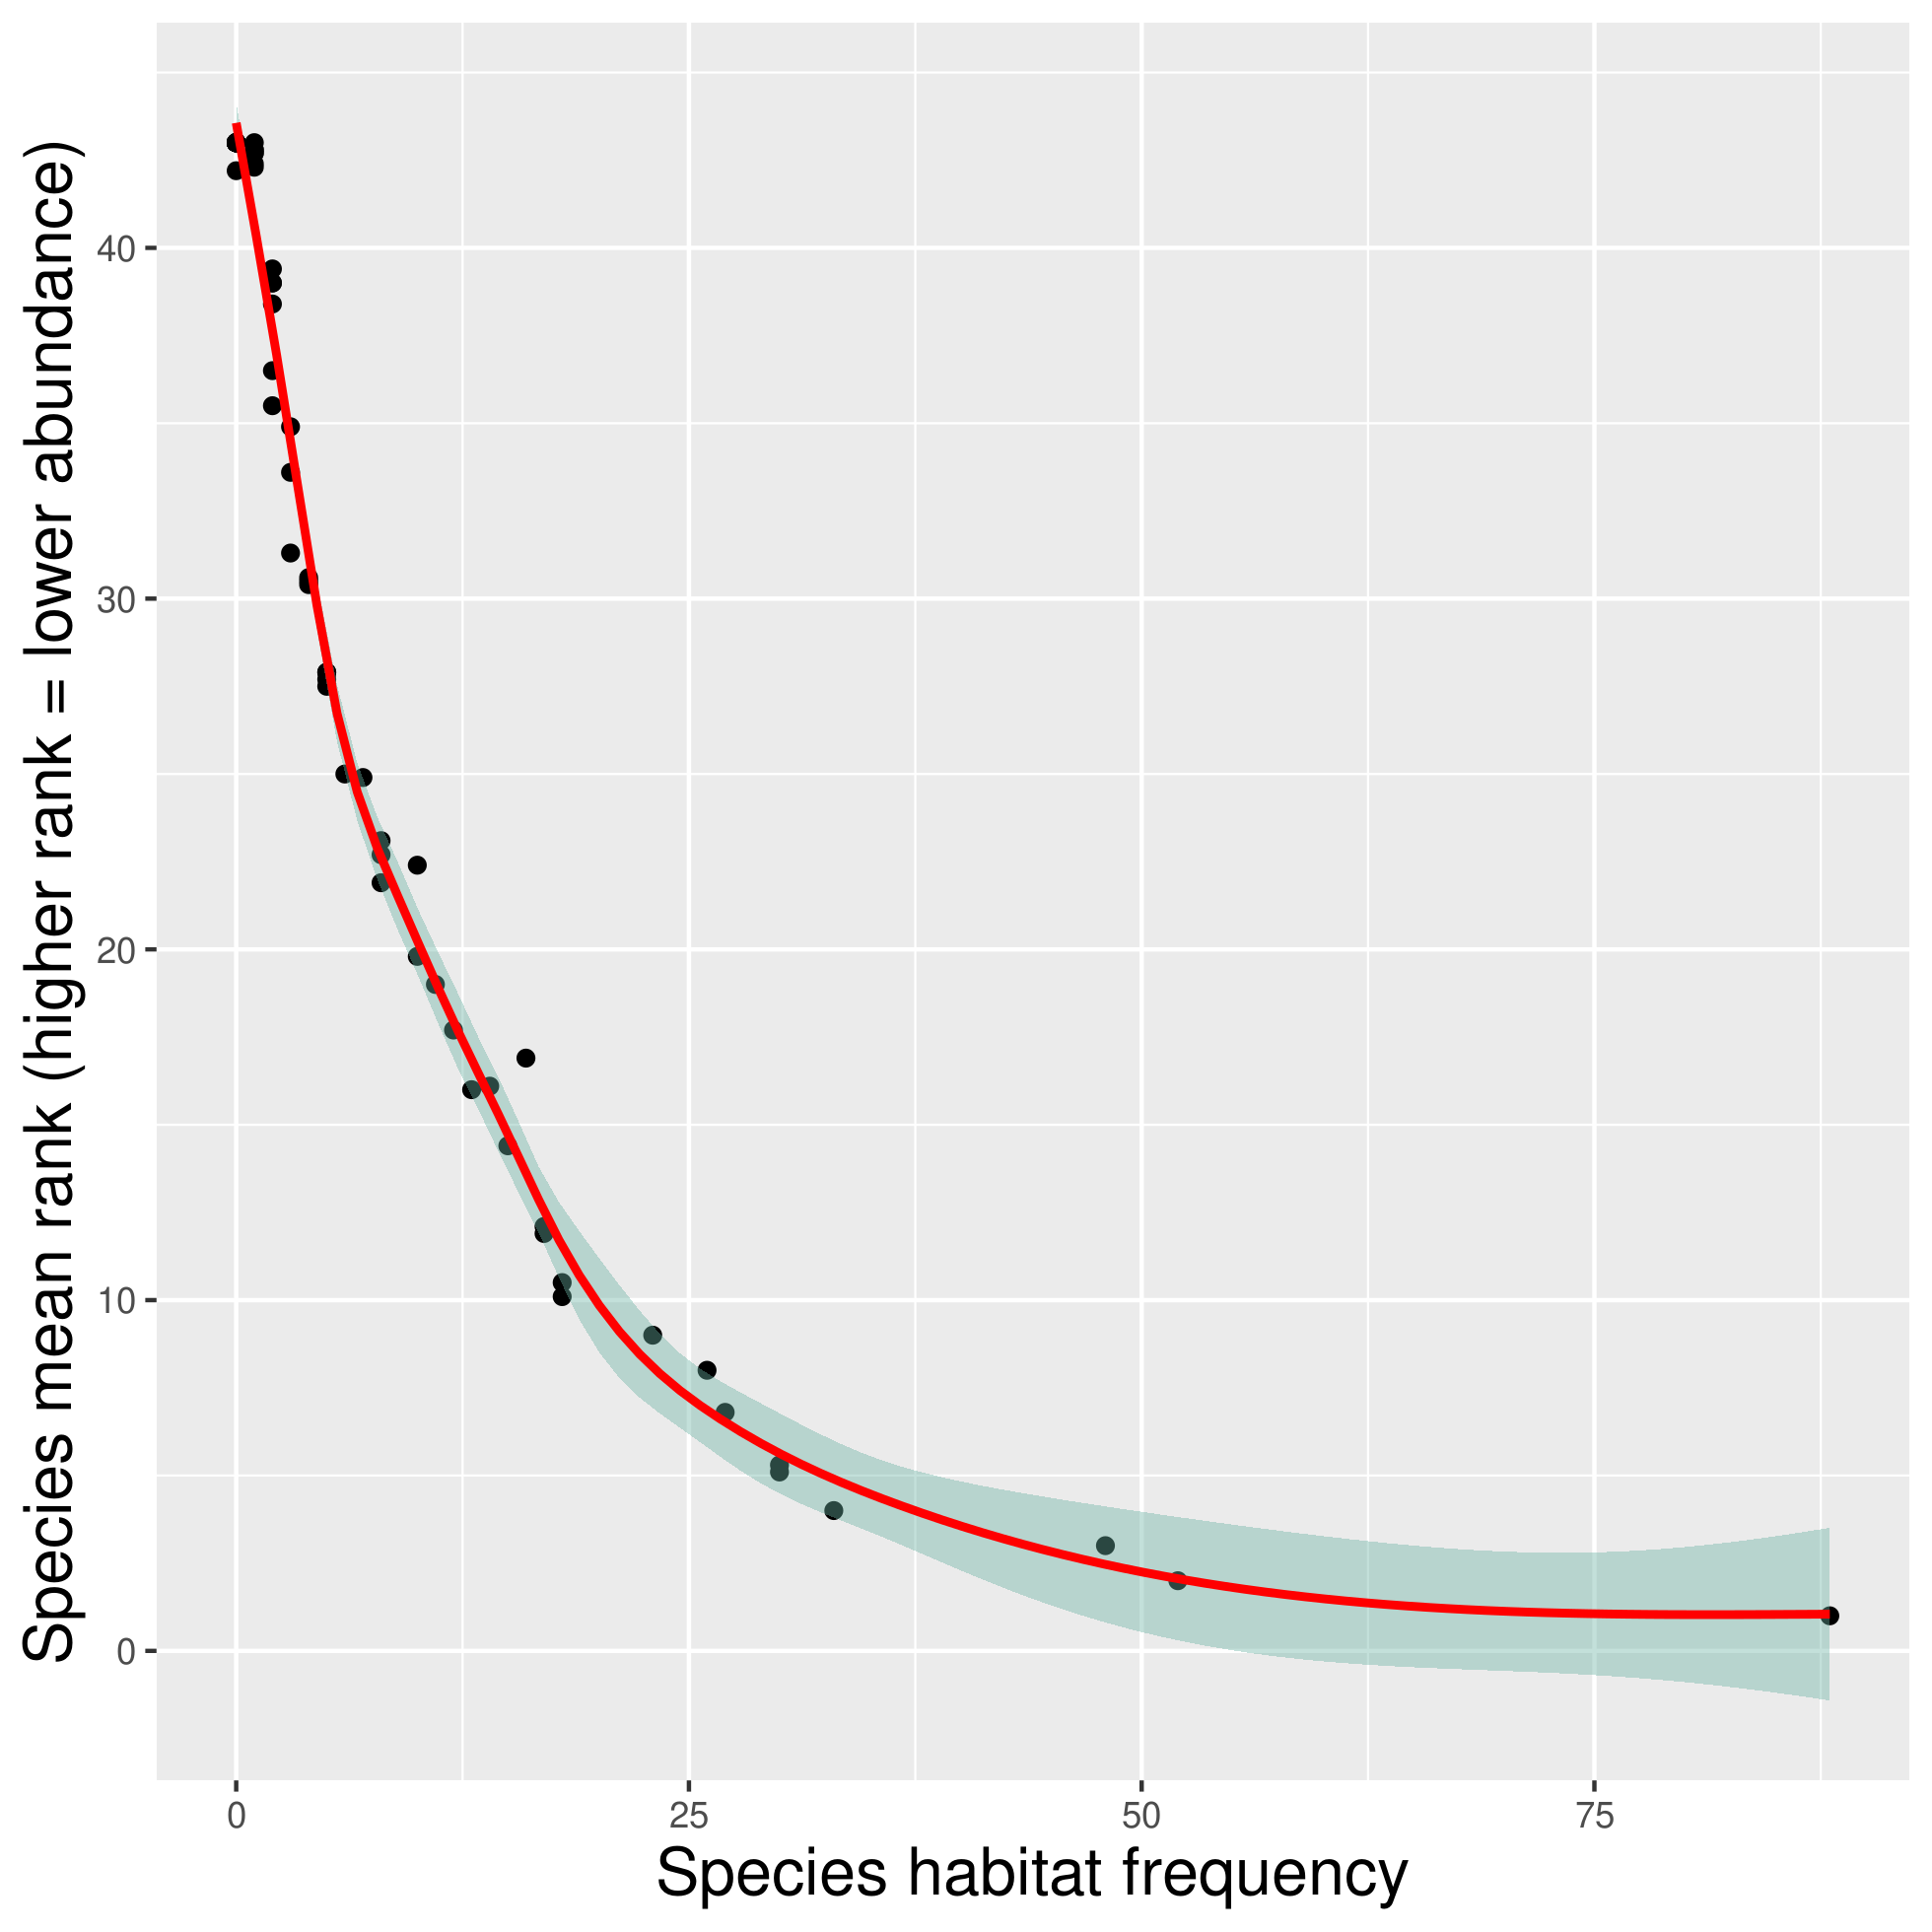 Species mean rank (higher rank = lower abundance)
40
30
20
10
0
0 25 50 75
Species habitat frequency